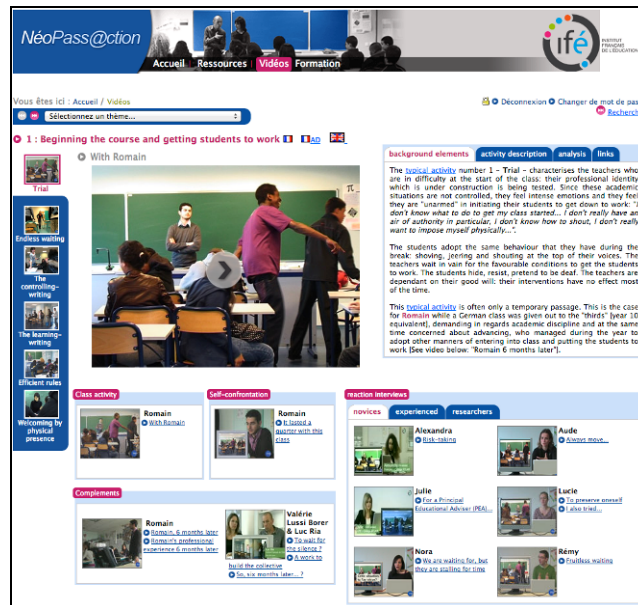 NéoPass@ction
ifé
INSTITUT
FRANÇAIS
DE L'ÉDUCATION
Accueil Ressources Vidéos Formation
Vous êtes ici : Accueil / Vidéos
Déconnexion Changer de mot de pas
Sélectionnez un thème...
Recherch
1 : Beginning the course and getting students to work AD
With Romain
Trial
Endless waiting
The
controlling-
writing
The learning-
writing
Efficient rules
Welcoming by
physical
presence
background elements activity description analysis links
The typical activity number 1 - Trial - characterises the teachers who
are in difficulty at the start of the class: their professional identity
which is under construction is being tested. Since these academic
situations are not controlled, they feel intense emotions and they feel
they are "unarmed" in initiating their students to get down to work: "I
don't know what to do to get my class started... I don't really have an
air of authority in particular, I don't know how to shout, I don't really
want to impose myself physically...".
The students adopt the same behaviour that they have during the
break: shoving, jeering and shouting at the top of their voices. The
teachers wait in vain for the favourable conditions to get the students
to work. The students hide, resist, pretend to be deaf. The teachers are
dependant on their good will: their interventions have no effect most
of the time.
This typical activity is often only a temporary passage. This is the case
for Romain while a German class was given out to the "thirds" [year 10
equivalent], demanding in regards academic discipline and at the same
time concerned about advancing, who managed during the year to
adopt other manners of entering into class and putting the students to
work (See video below: "Romain 6 months later").
Class activity
Romain
With Romain
Self-confrontation
Romain
It lasted a
quarter with this
class
Complements
Romain
Romain, 6 months later
Romain's professional
experience 6 months later
Valérie
Lussi Borer
& Luc Ria
To wait for
the silence ?
A work to
build the collective
So, six months later... ?
reaction interviews
novices experienced researchers
Alexandra
Risk-taking
Aude
Always move...
Julie
For a Principal
Educational Adviser (PEA)...
Lucie
To preserve oneself
I also tried...
Nora
We are waiting for, but
they are stalling for time
Rémy
Fruitless waiting